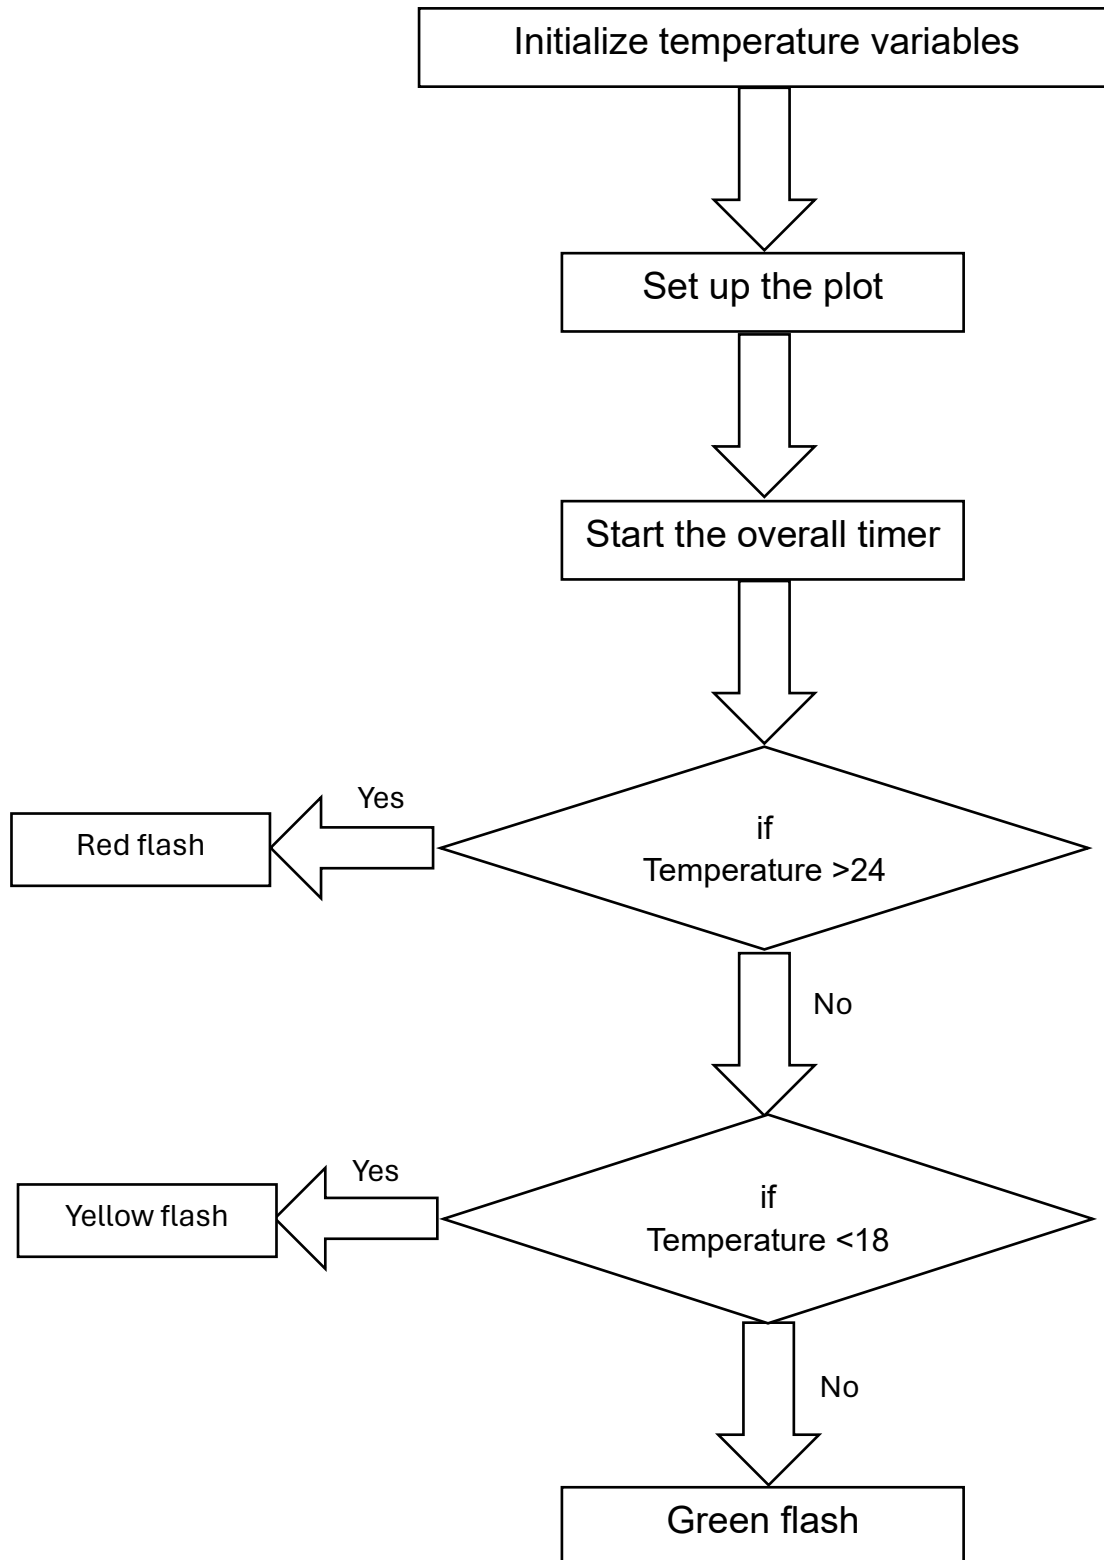 Initialize temperature variables
Set up the plot
Start the overall timer
Yes
Red flash
if
Temperature >24
No
Yes
Yellow flash
if
Temperature <18
No
Green flash